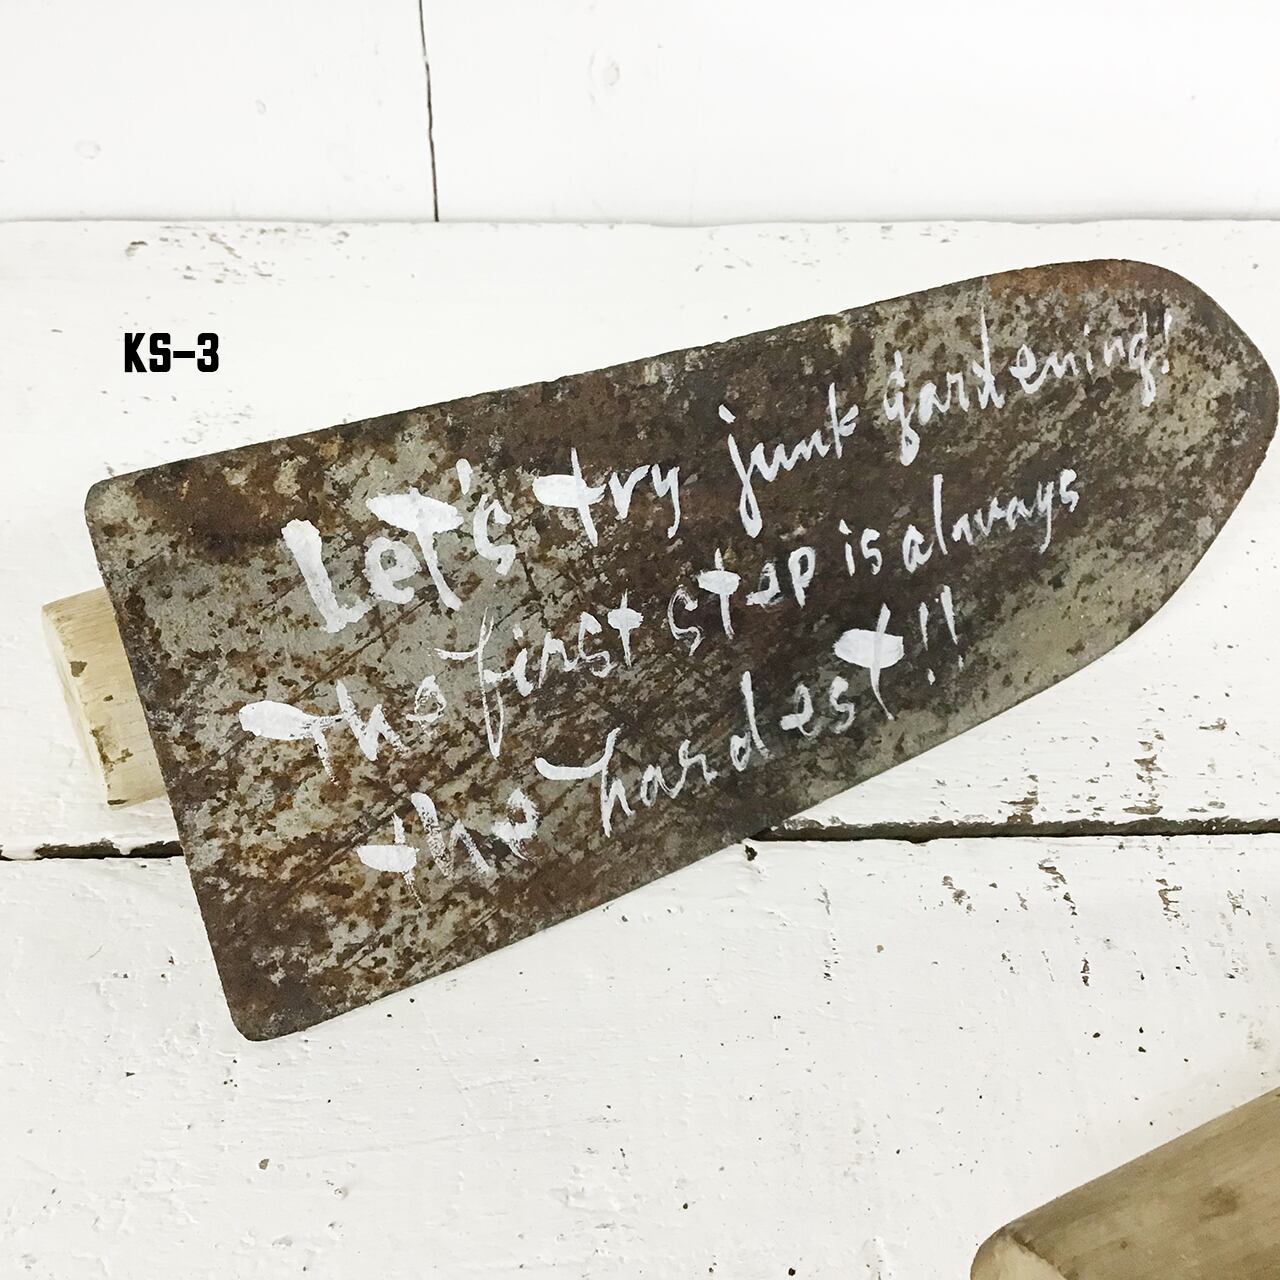 KS-3
Let's try junk gardening!
the first step is always
the hardest!!